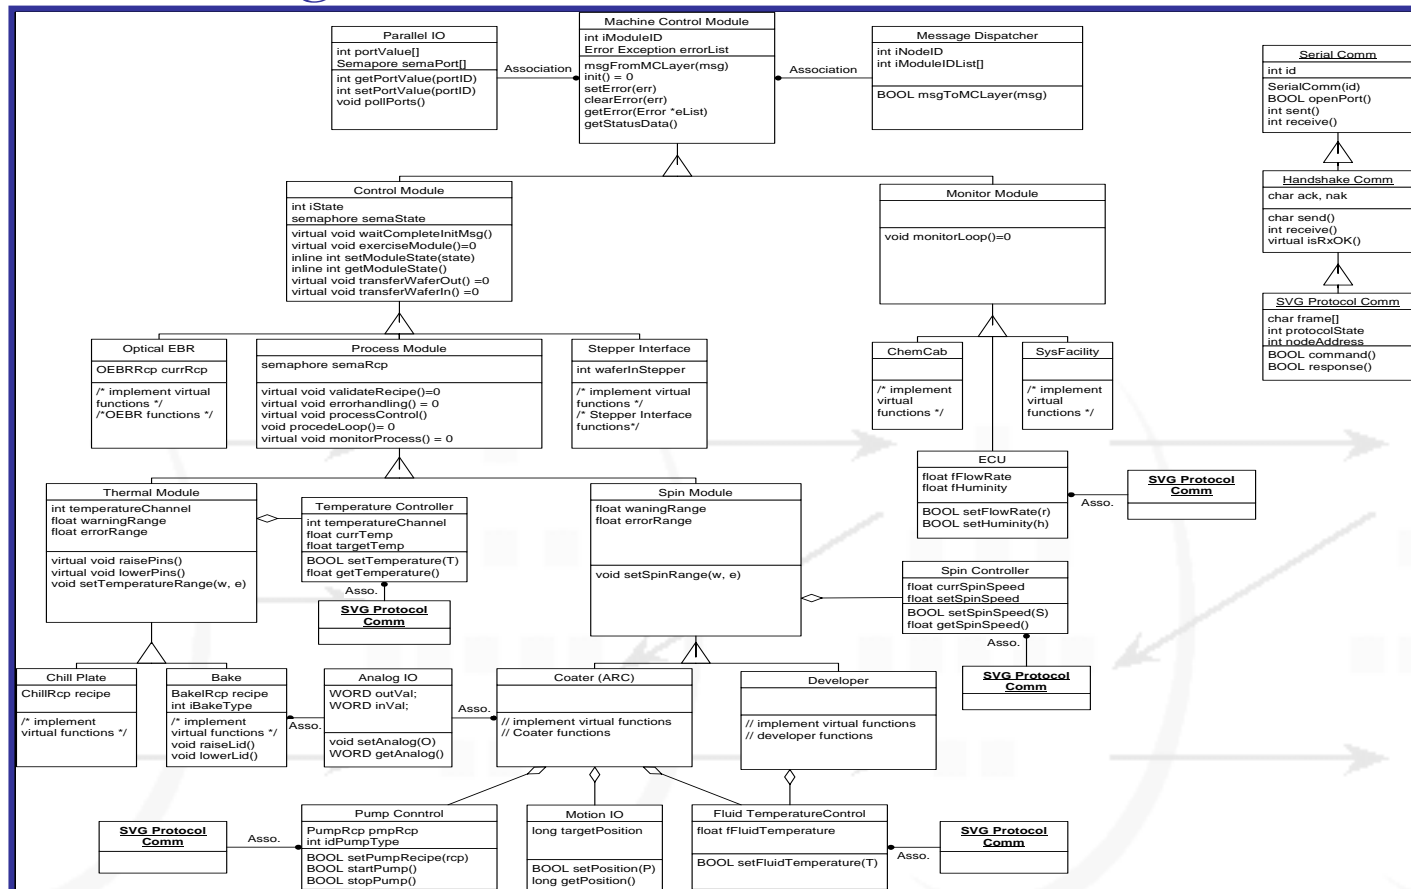 Parallel IO
int portValue[]
Semapore semaPort[]
int getPortValue(portID)
int setPortValue(portID)
void pollPorts()
Association
Machine Control Module
int iModuleID
Error Exception errorList
msgFromMCLayer(msg)
init() = 0
setError(err)
clearError(err)
getError(Error *eList)
getStatusData()
Association
Message Dispatcher
int iNodeID
int iModuleIDList[]
BOOL msgToMCLayer(msg)
Serial Comm
int id
SerialComm(id)
BOOL openPort()
int sent()
int receive()
Handshake Comm
char ack, nak
char send()
int receive()
virtual isRxOK()
SVG Protocol Comm
char frame[]
int protocolState
int nodeAddress
BOOL command()
BOOL response()
Control Module
int iState
semaphore semaState
virtual void waitCompleteInitMsg()
virtual void exerciseModule()=0
inline int setModuleState(state)
inline int getModuleState()
virtual void transferWaferOut() =0
virtual void transferWaferIn() =0
Monitor Module
void monitorLoop()=0
Optical EBR
OEBRRcp currRcp
/* implement virtual
functions */
/*OEBR functions */
Process Module
semaphore semaRcp
virtual void validateRecipe()=0
virtual void errorhandling() = 0
virtual void processControl()
void procedeLoop()= 0
virtual void monitorProcess() = 0
Stepper Interface
int waferInStepper
/* implement virtual
functions */
/* Stepper Interface
functions*/
ChemCab
/* implement
virtual
functions */
SysFacility
/* implement
virtual
functions */
ECU
float fFlowRate
float fHuminity
BOOL setFlowRate(r)
BOOL setHuminity(h)
Asso.
SVG Protocol
Comm
Thermal Module
int temperatureChannel
float warningRange
float errorRange
virtual void raisePins()
virtual void lowerPins()
void setTemperatureRange(w, e)
Temperature Controller
int temperatureChannel
float currTemp
float targetTemp
BOOL setTemperature(T)
float getTemperature()
Asso.
SVG Protocol
Comm
Spin Module
float waningRange
float errorRange
void setSpinRange(w, e)
Spin Controller
float currSpinSpeed
float setSpinSpeed
BOOL setSpinSpeed(S)
float getSpinSpeed()
Asso.
SVG Protocol
Comm
Chill Plate
ChillRcp recipe
/* implement
virtual functions */
Bake
BakelRcp recipe
int iBakeType
/* implement
virtual functions */
void raiseLid()
void lowerLid()
Asso.
Analog IO
WORD outVal;
WORD inVal;
void setAnalog(O)
WORD getAnalog()
Asso.
Coater (ARC)
// implement virtual functions
// Coater functions
Developer
// implement virtual functions
// developer functions
SVG Protocol
Comm
Asso.
Pump Conntrol
PumpRcp pmpRcp
int idPumpType
BOOL setPumpRecipe(rcp)
BOOL startPump()
BOOL stopPump()
Motion IO
long targetPosition
BOOL setPosition(P)
long getPosition()
Fluid TemperatureControl
float fFluidTemperature
BOOL setFluidTemperature(T)
Asso.
SVG Protocol
Comm